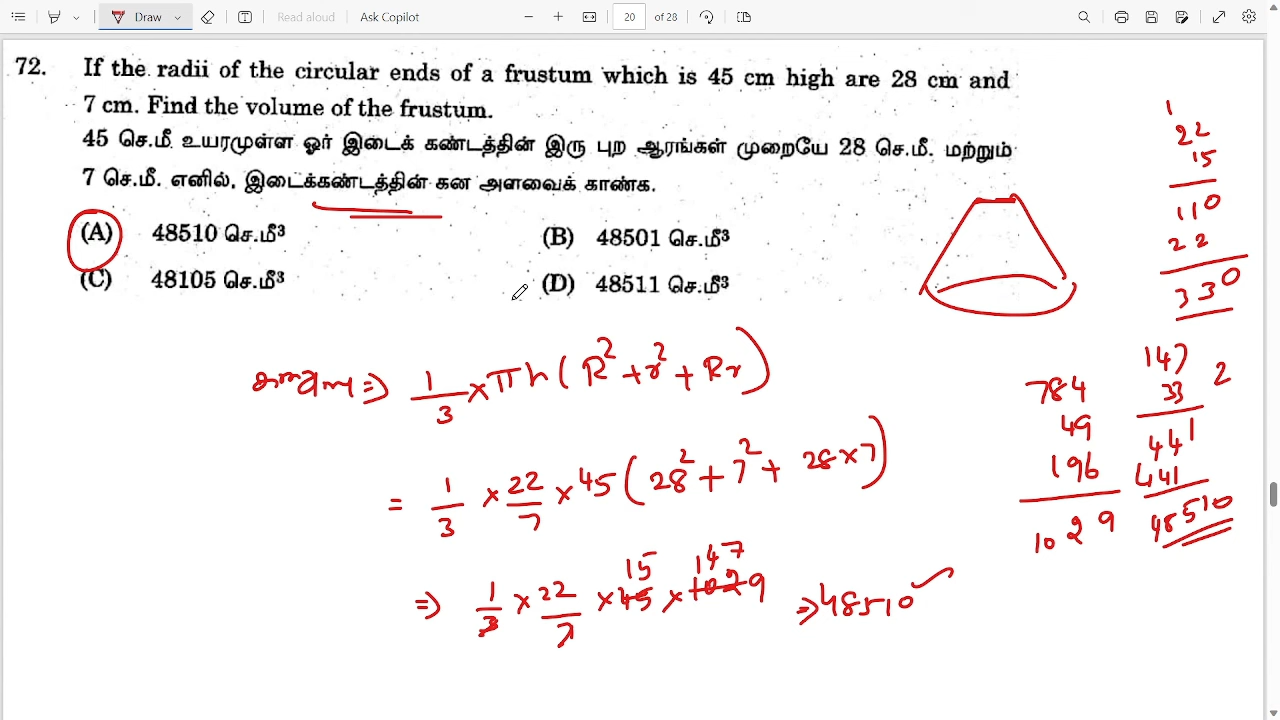 Draw
Read aloud
Ask Copilot
20
of 28
72. If the radii of the circular ends of a frustum which is 45 cm high are 28 cm and
7 cm. Find the volume of the frustum.
45 செ.மீ. உயரமுள்ள ஓர் இடைக் கண்டத்தின் இரு புற ஆரங்கள் முறையே 28 செ.மீ. மற்றும்
7 செ.மீ. எனில், இடைக்கண்டத்தின் கன அளவைக் காண்க.
(A) 48510 செ.மீ³
(B) 48501 செ.மீ³
(C) 48105 செ.மீ³
(D) 48511 செ.மீ³
⇒ 1/3 × πh (R² + r² + Rr)
= 1/3 × 22/7 × 45 (28² + 7² + 28×7)
15 147
⇒ 1/3 × 22/7 × 45 × 1029 ⇒ 48510
1
22
15
110
22
330
784
49
196
1029
147
33 2
441
441
48510